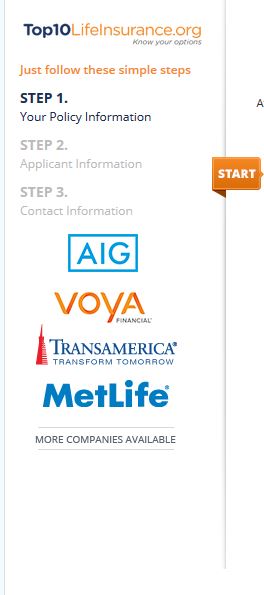 Top10LifeInsurance.org
Know your options
Just follow these simple steps
STEP 1.
Your Policy Information
STEP 2.
Applicant Information
START
STEP 3.
Contact Information
AIG
VOYA
FINANCIAL
TRANSAMERICA®
TRANSFORM TOMORROW®
MetLife®
MORE COMPANIES AVAILABLE